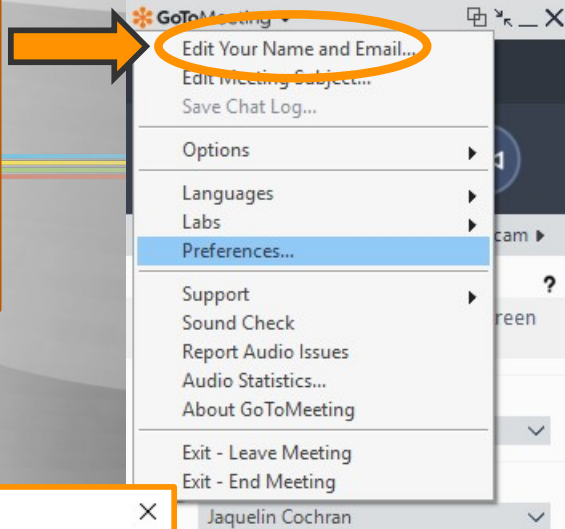 GoToMeeting
Edit Your Name and Email...
Edit Meeting Subject...
Save Chat Log...
Options
Languages
Labs
cam
Preferences...
?
Support
Sound Check
reen
Report Audio Issues
Audio Statistics...
About GoToMeeting
Exit - Leave Meeting
Exit - End Meeting
Jaquelin Cochran